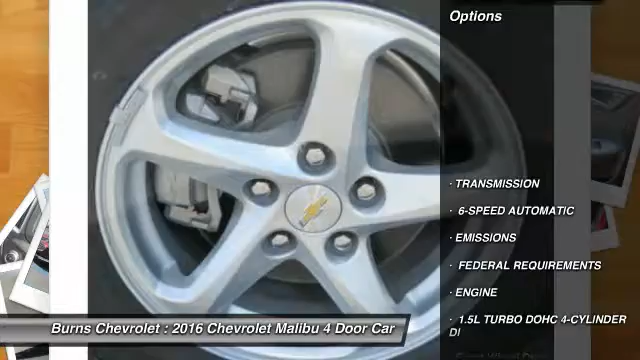 Options
· TRANSMISSION
· 6-SPEED AUTOMATIC
· EMISSIONS
· FEDERAL REQUIREMENTS
· ENGINE
· 1.5L TURBO DOHC 4-CYLINDER
DI
Burns Chevrolet : 2016 Chevrolet Malibu 4 Door Car